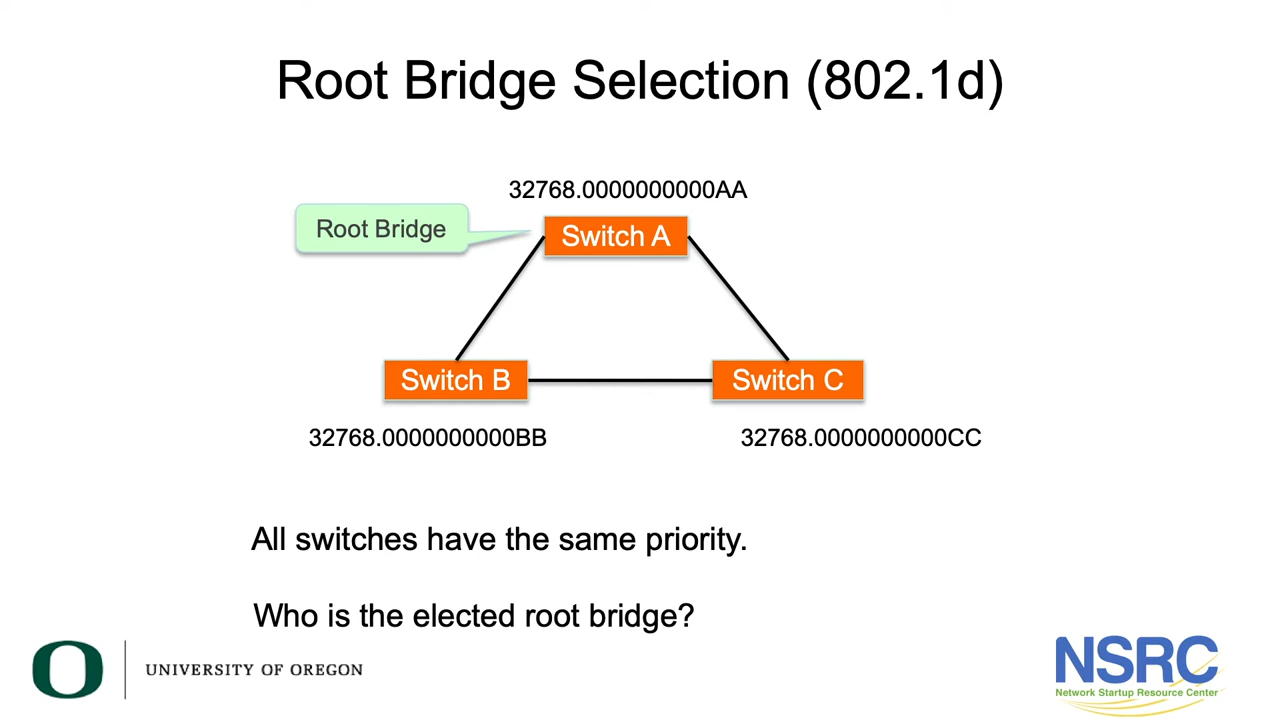 Root Bridge Selection (802.1d)
32768.0000000000AA
Root Bridge
Switch A
Switch B
Switch C
32768.0000000000BB
32768.0000000000CC
All switches have the same priority.
Who is the elected root bridge?
O
UNIVERSITY OF OREGON
NSRC
Network Startup Resource Center